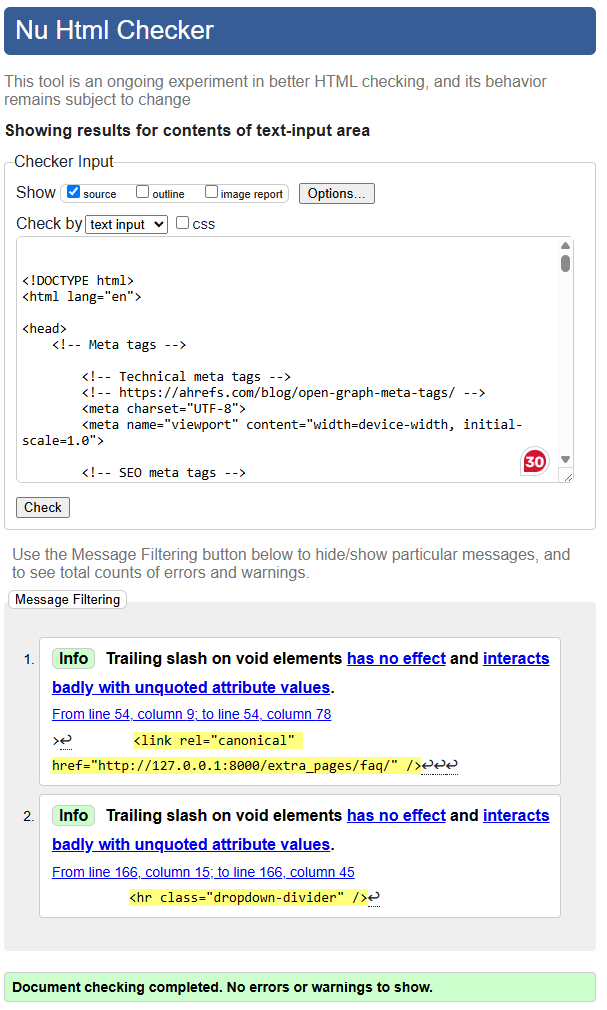 Nu Html Checker
This tool is an ongoing experiment in better HTML checking, and its behavior
remains subject to change
Showing results for contents of text-input area
Checker Input
Show source outline image report Options...
Check by text input css
<!DOCTYPE html>
<html lang="en">
<head>
<!-- Meta tags -->
<!-- Technical meta tags -->
<!-- https://ahrefs.com/blog/open-graph-meta-tags/ -->
<meta charset="UTF-8">
<meta name="viewport" content="width=device-width, initial-
scale=1.0">
<!-- SEO meta tags -->
30
Check
Use the Message Filtering button below to hide/show particular messages, and
to see total counts of errors and warnings.
Message Filtering
1. Info Trailing slash on void elements has no effect and interacts
badly with unquoted attribute values.
From line 54, column 9; to line 54, column 78
>↩ <link rel="canonical"
href="http://127.0.0.1:8000/extra_pages/faq/" />↩↩↩
2. Info Trailing slash on void elements has no effect and interacts
badly with unquoted attribute values.
From line 166, column 15; to line 166, column 45
<hr class="dropdown-divider" />↩
Document checking completed. No errors or warnings to show.